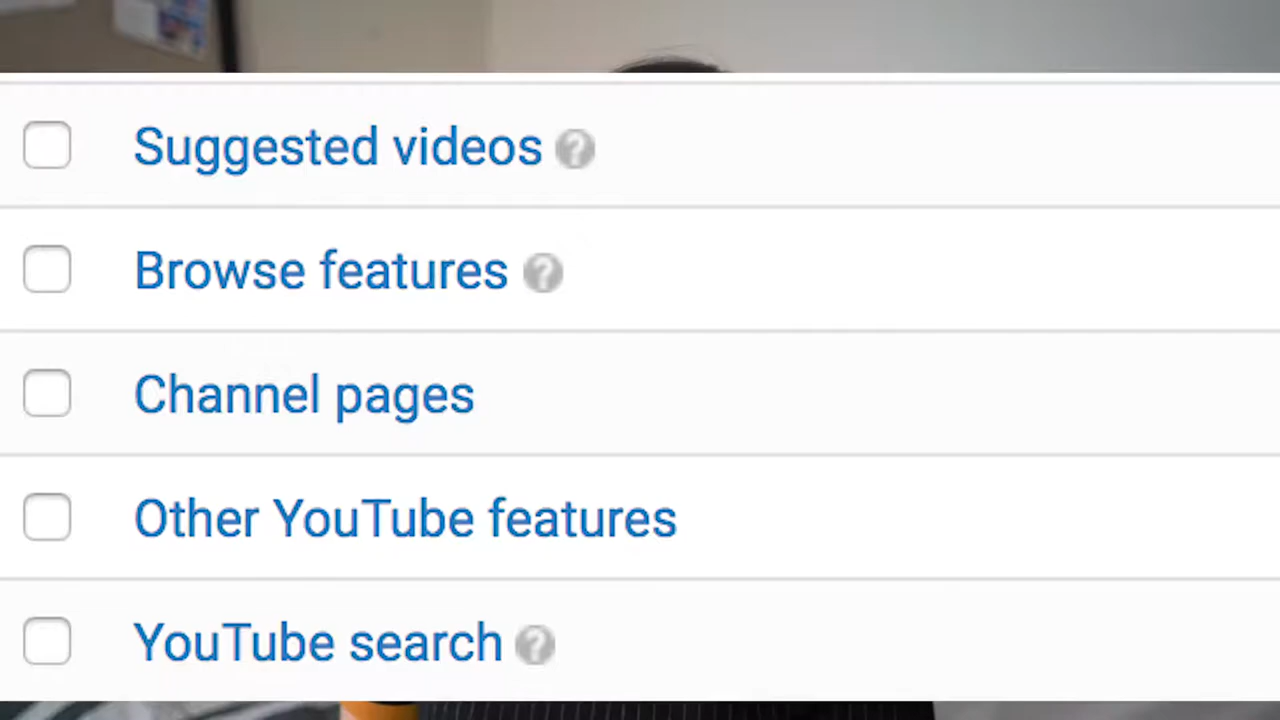 Suggested videos ?
Browse features ?
Channel pages
Other YouTube features
YouTube search ?